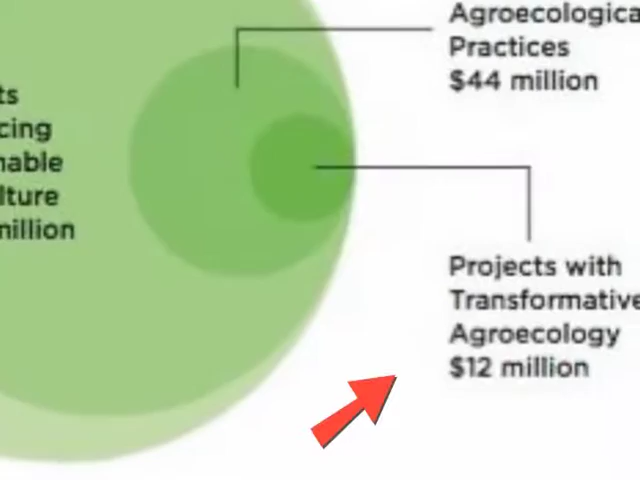 Agroecologica
Practices
$44 million
ts
cing
nable
lture
million
Projects with
Transformative
Agroecology
$12 million